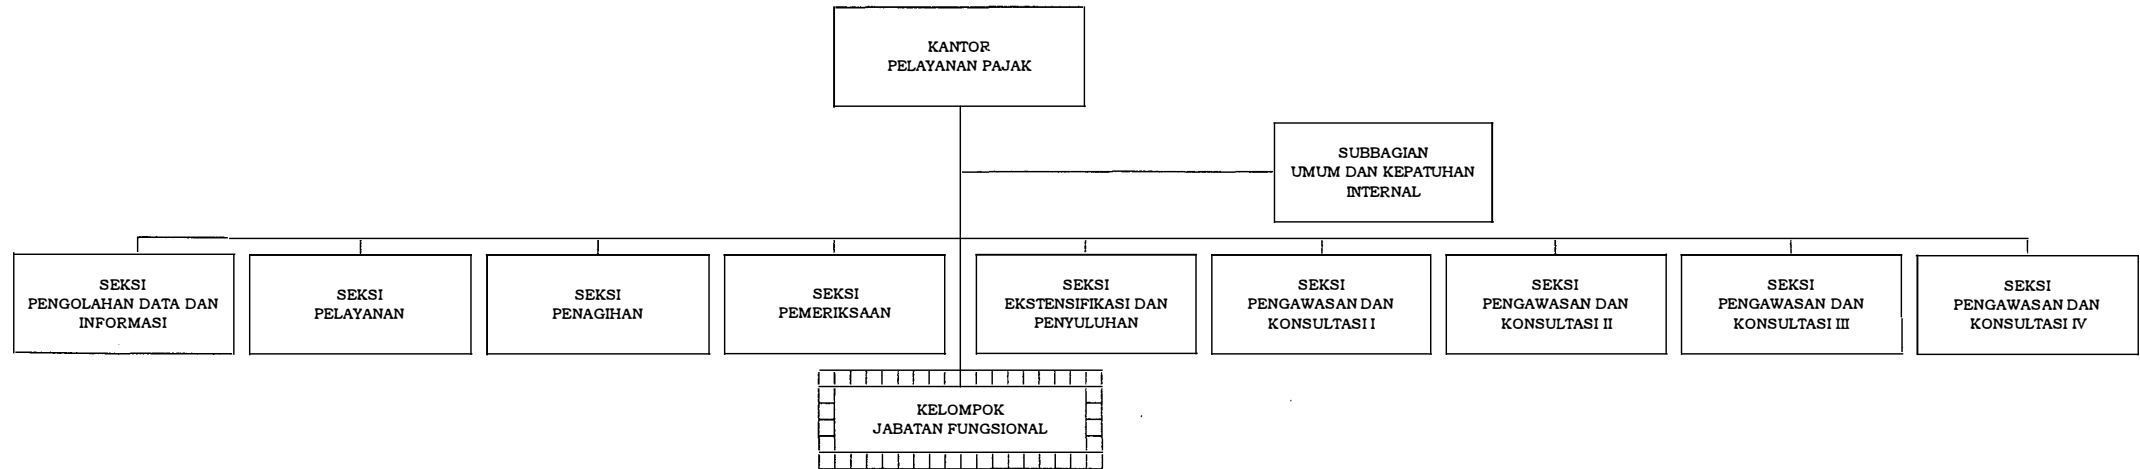 KANTOR
PELAYANAN PAJAK
SUBBAGIAN
UMUM DAN KEPATUHAN
INTERNAL
SEKSI
PENGOLAHAN DATA DAN
INFORMASI
SEKSI
PELAYANAN
SEKSI
PENAGIHAN
SEKSI
PEMERIKSAAN
SEKSI
EKSTENSIFIKASI DAN
PENYULUHAN
SEKSI
PENGAWASAN DAN
KONSULTASI I
SEKSI
PENGAWASAN DAN
KONSULTASI II
SEKSI
PENGAWASAN DAN
KONSULTASI III
SEKSI
PENGAWASAN DAN
KONSULTASI IV
KELOMPOK
JABATAN FUNGSIONAL